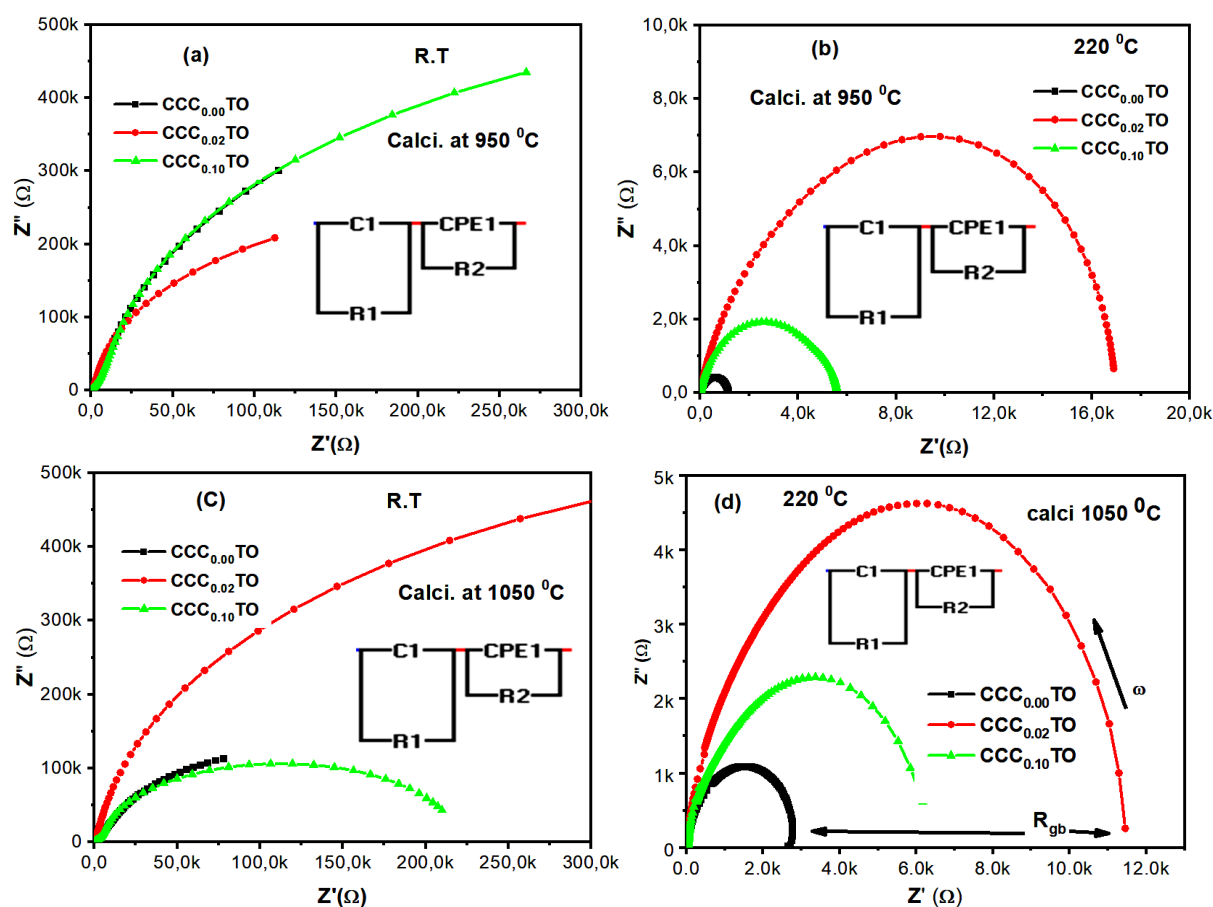 500k
400k
300k
200k
100k
0
Z" (Ω)
(a)
R.T
CCC0.00TO
CCC0.02TO
CCC0.10TO
Calci. at 950 ⁰C
C1
CPE1
R2
R1
0,0
50,0k
100,0k
150,0k
200,0k
250,0k
300,0k
Z'(Ω)
10,0k
8,0k
6,0k
4,0k
2,0k
0,0
Z" (Ω)
(b)
220 ⁰C
Calci. at 950 ⁰C
CCC0.00TO
CCC0.02TO
CCC0.10TO
C1
CPE1
R2
R1
0,0
4,0k
8,0k
12,0k
16,0k
20,0k
Z'(Ω)
500k
400k
300k
200k
100k
0
Z" (Ω)
(C)
R.T
CCC0.00TO
CCC0.02TO
CCC0.10TO
Calci. at 1050 ⁰C
C1
CPE1
R2
R1
0,0
50,0k
100,0k
150,0k
200,0k
250,0k
300,0k
Z'(Ω)
5k
4k
3k
2k
1k
0
Z" (Ω)
(d)
220 ⁰C
calci 1050 ⁰C
C1
CPE1
R2
R1
ω
CCC0.00TO
CCC0.02TO
CCC0.10TO
Rgb
0.0
2.0k
4.0k
6.0k
8.0k
10.0k
12.0k
Z' (Ω)